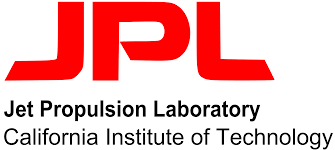 JPL
Jet Propulsion Laboratory
California Institute of Technology